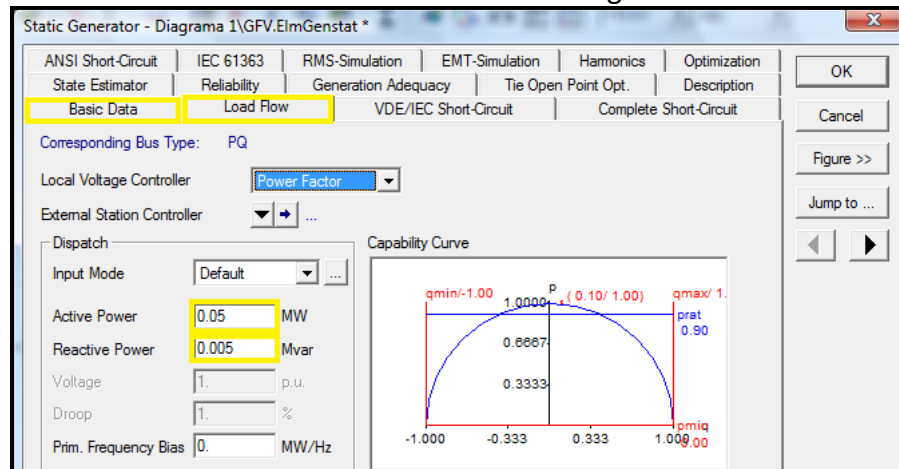 Static Generator - Diagrama 1\GFV.ElmGenstat *
ANSI Short-Circuit IEC 61363 RMS-Simulation EMT-Simulation Harmonics Optimization
State Estimator Reliability Generation Adequacy Tie Open Point Opt. Description
Basic Data Load Flow VDE/IEC Short-Circuit Complete Short-Circuit
OK
Cancel
Figure >>
Jump to ...
Corresponding Bus Type: PQ
Local Voltage Controller Power Factor
External Station Controller ...
Dispatch
Input Mode Default ...
Active Power 0.05 MW
Reactive Power 0.005 Mvar
Voltage 1. p.u.
Droop 1. %
Prim. Frequency Bias 0. MW/Hz
Capability Curve
qmin/-1.00 1.0000 P ( 0.10/ 1.00) qmax/ 1.
prat
0.90
0.6667
0.3333
pmiq
-1.000 -0.333 0.333 1.000